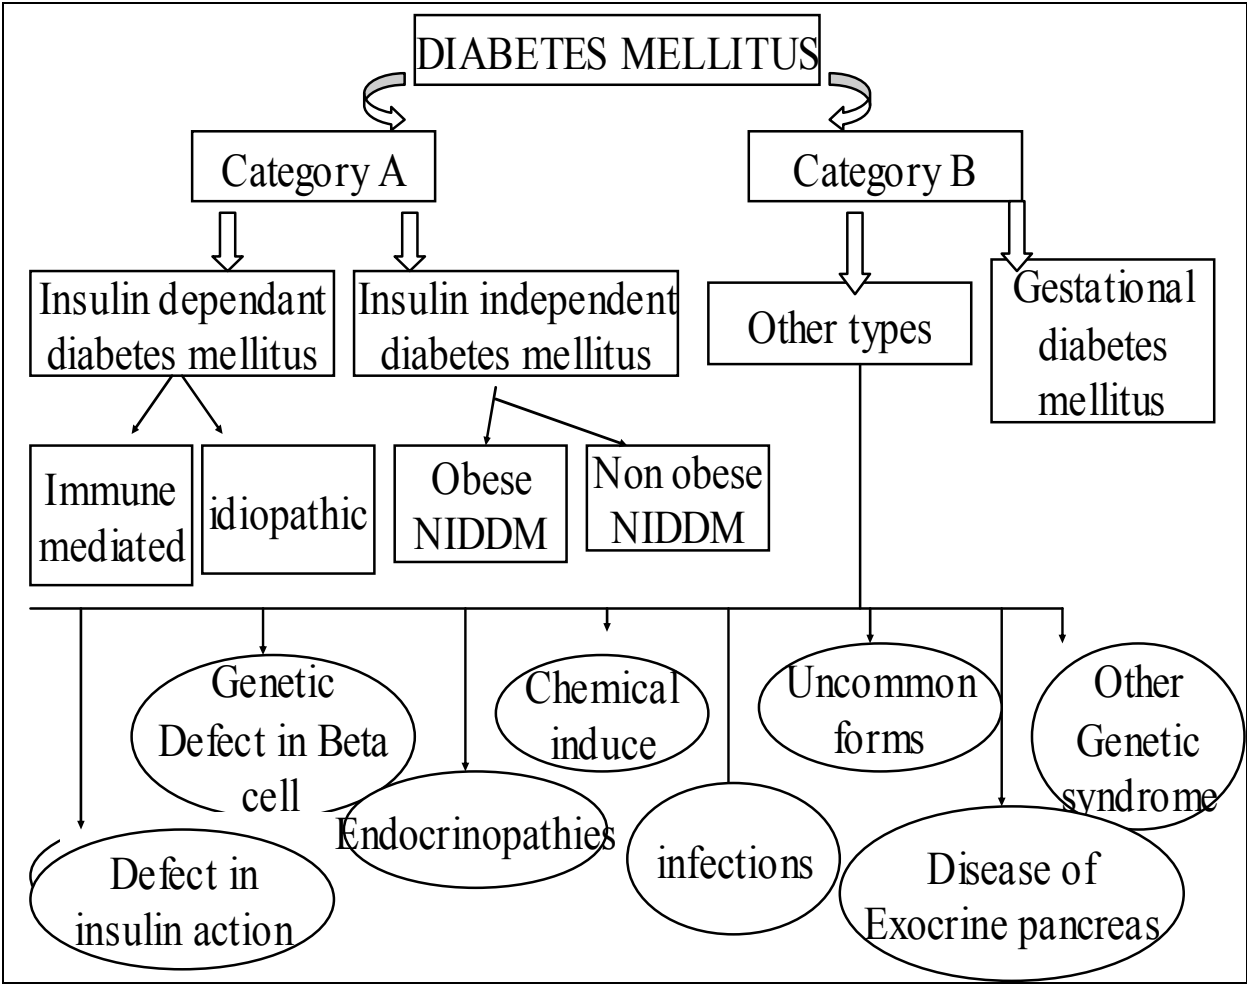 DIABETES MELLITUS
Category A
Category B
Insulin dependant
diabetes mellitus
Insulin independent
diabetes mellitus
Other types
Gestational
diabetes
mellitus
Immune
mediated
idiopathic
Obese
NIDDM
Non obese
NIDDM
Genetic
Defect in Beta
cell
Chemical
induce
Uncommon
forms
Other
Genetic
syndrome
Endocrinopathies
infections
Defect in
insulin action
Disease of
Exocrine pancreas